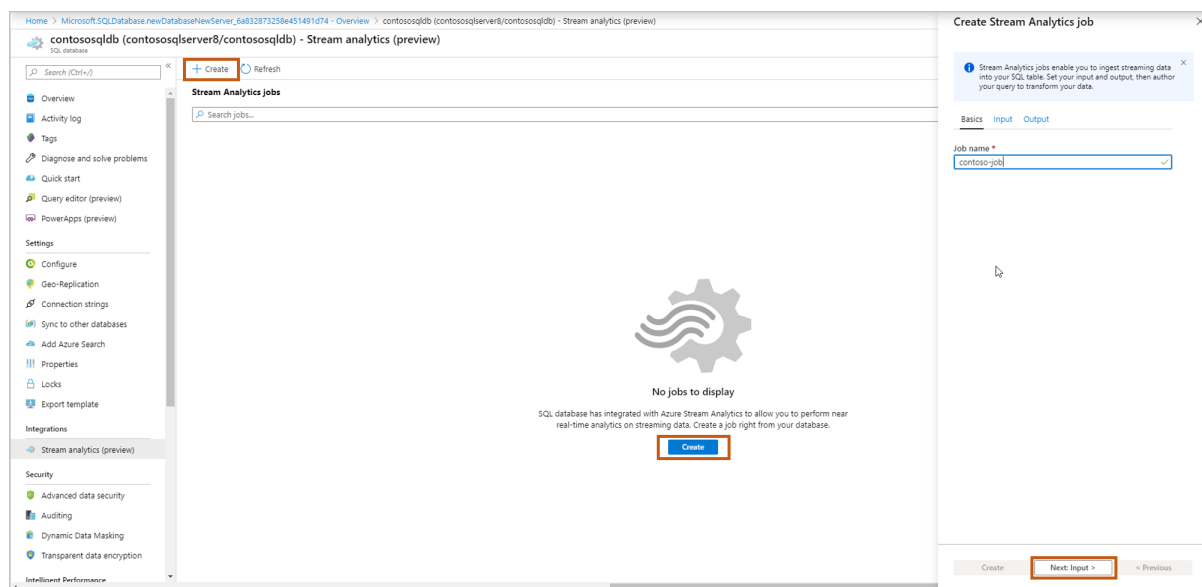 Home > Microsoft.SQLDatabase.newDatabaseNewServer_6a832873258e451491d74 - Overview > contososqldb (contososqlserver8/contososqldb) - Stream analytics (preview)
contososqldb (contososqlserver8/contososqldb) - Stream analytics (preview)
SQL database
Search (Ctrl+/)
«
Overview
Activity log
Tags
Diagnose and solve problems
Quick start
Query editor (preview)
PowerApps (preview)
Settings
Configure
Geo-Replication
Connection strings
Sync to other databases
Add Azure Search
Properties
Locks
Export template
Integrations
Stream analytics (preview)
Security
Advanced data security
Auditing
Dynamic Data Masking
Transparent data encryption
Intelligent Performance
+ Create Refresh
Stream Analytics jobs
Search jobs...
No jobs to display
SQL database has integrated with Azure Stream Analytics to allow you to perform near
real-time analytics on streaming data. Create a job right from your database.
Create
Create Stream Analytics job
Stream Analytics jobs enable you to ingest streaming data
into your SQL table. Set your input and output, then author
your query to transform your data.
Basics Input Output
Job name *
contoso-job
Create Next: Input > < Previous